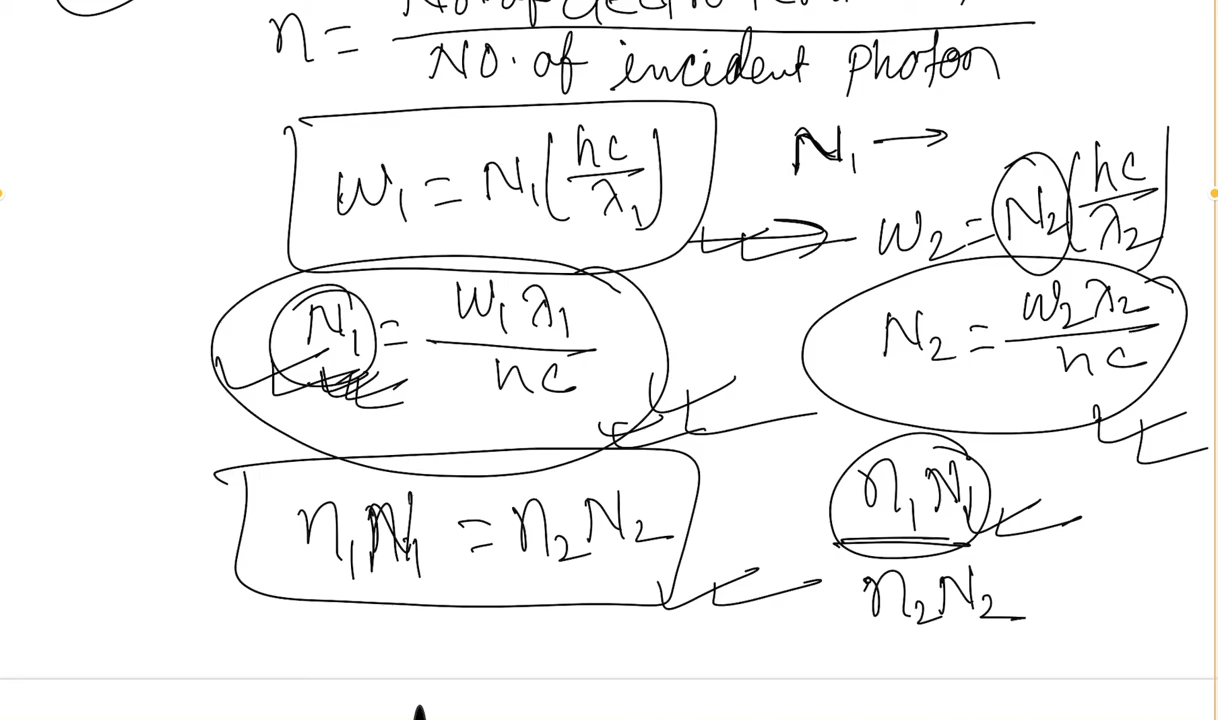 η =
No. of incident photon
W₁ = N₁(hc/λ₁)
N₁ →
W₂ = N₂(hc/λ₂)
N₁ = W₁λ₁/hc
N₂ = W₂λ₂/hc
η₁N₁ = η₂N₂
η₁N₁
η₂N₂